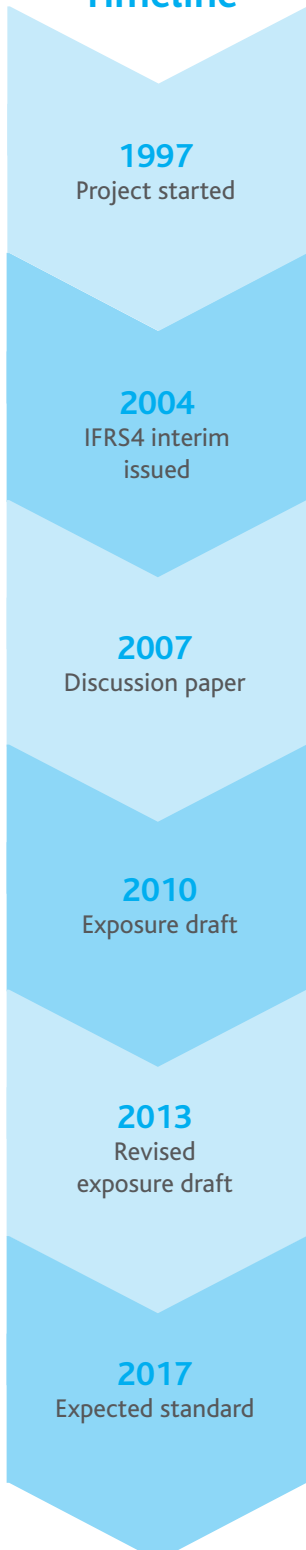 Timeline
1997
Project started
2004
IFRS4 interim
issued
2007
Discussion paper
2010
Exposure draft
2013
Revised
exposure draft
2017
Expected standard